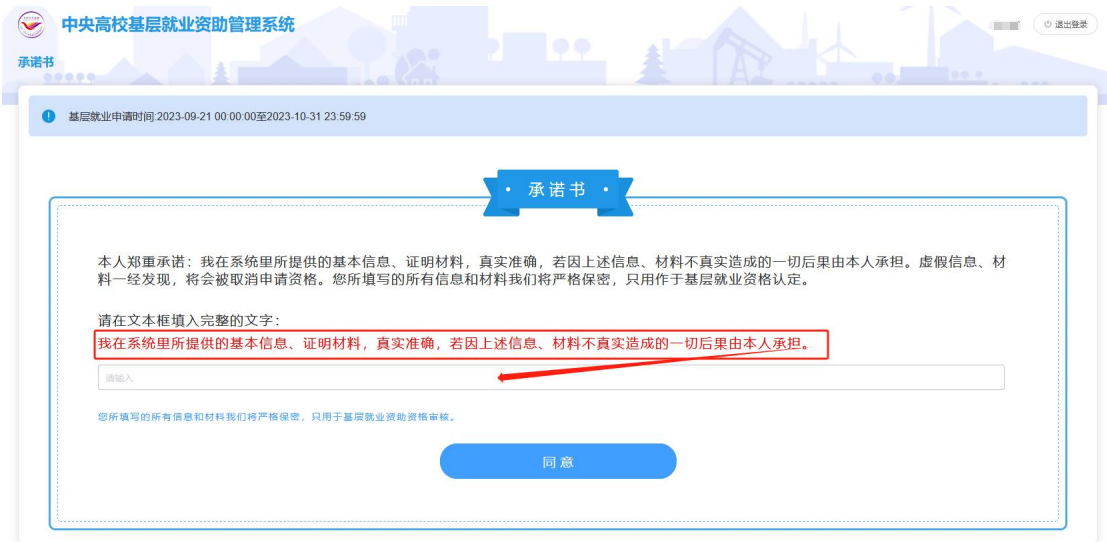 中央高校基层就业资助管理系统
退出登录
承诺书
基层就业申请时间:2023-09-21 00:00:00至2023-10-31 23:59:59
· 承诺书 ·
本人郑重承诺：我在系统里所提供的基本信息、证明材料，真实准确，若因上述信息、材料不真实造成的一切后果由本人承担。虚假信息、材
料一经发现，将会被取消申请资格。您所填写的所有信息和材料我们将严格保密，只用作于基层就业资格认定。
请在文本框填入完整的文字：
我在系统里所提供的基本信息、证明材料，真实准确，若因上述信息、材料不真实造成的一切后果由本人承担。
请输入
您所填写的所有信息和材料我们将严格保密，只用于基层就业资助资格审核。
同意